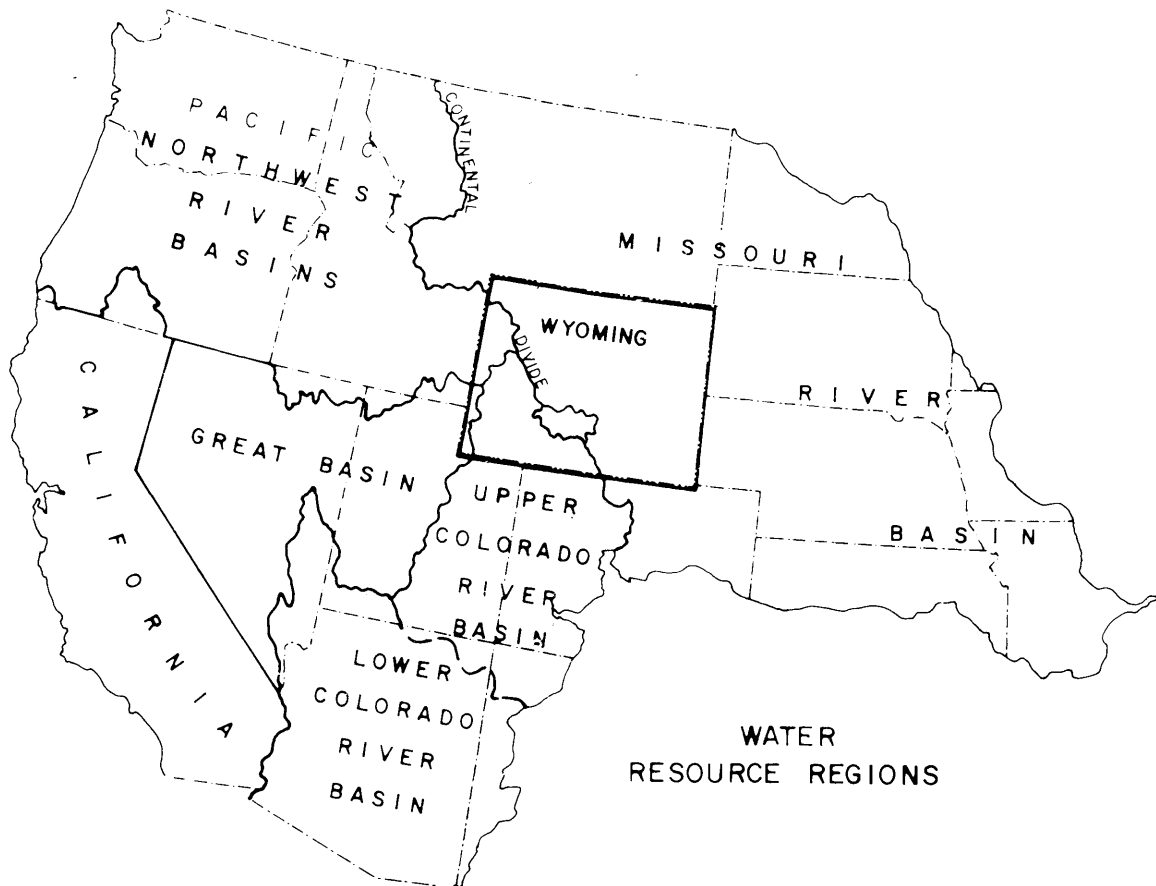 PACIFIC
NORTHWEST
RIVER
BASINS
CONTINENTAL
DIVIDE
MISSOURI
RIVER
BASIN
WYOMING
CALIFORNIA
GREAT BASIN
UPPER
COLORADO
RIVER
BASIN
LOWER
COLORADO
RIVER
BASIN
WATER
RESOURCE REGIONS